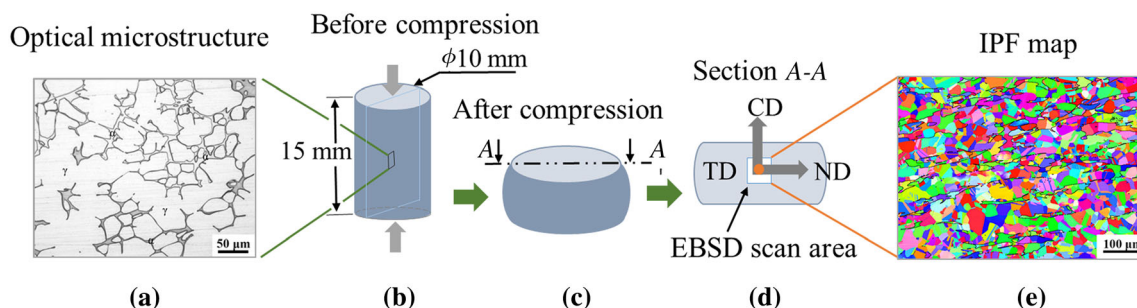 Optical microstructure
α
α
γ
γ
α
50 μm
(a)
Before compression
ϕ10 mm
15 mm
(b)
After compression
A
A
(c)
Section A-A
CD
TD
ND
EBSD scan area
(d)
IPF map
100 μm
(e)